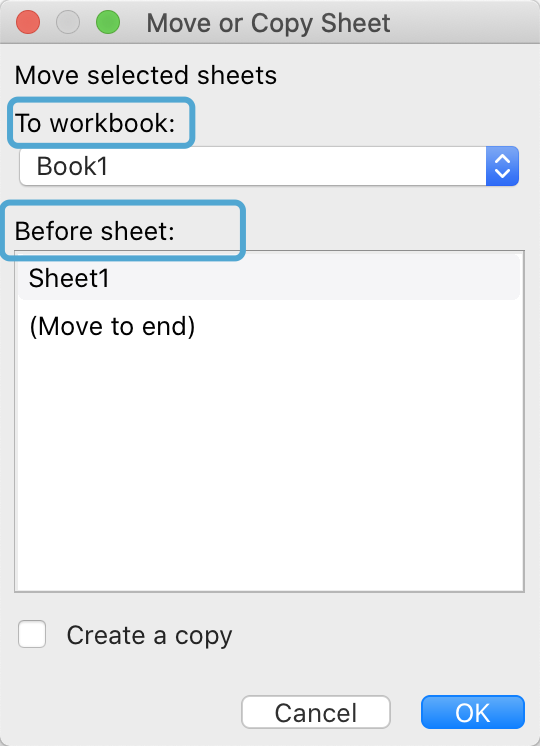 Move or Copy Sheet
Move selected sheets
To workbook:
Book1
Before sheet:
Sheet1
(Move to end)
Create a copy
Cancel OK